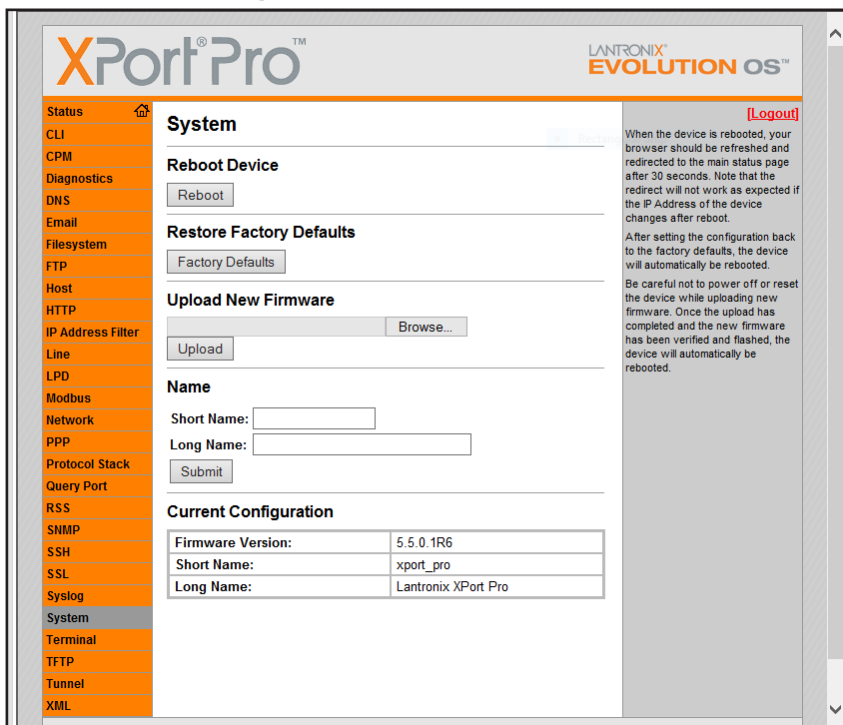 XPort® Pro™
LANTRONIX®
EVOLUTION OS™
Status
CLI
CPM
Diagnostics
DNS
Email
Filesystem
FTP
Host
HTTP
IP Address Filter
Line
LPD
Modbus
Network
PPP
Protocol Stack
Query Port
RSS
SNMP
SSH
SSL
Syslog
System
Terminal
TFTP
Tunnel
XML
System
Reboot Device
Reboot
Restore Factory Defaults
Factory Defaults
Upload New Firmware
Browse...
Upload
Name
Short Name:
Long Name:
Submit
Current Configuration
Firmware Version: 5.5.0.1R6
Short Name: xport_pro
Long Name: Lantronix XPort Pro
[Logout]
When the device is rebooted, your
browser should be refreshed and
redirected to the main status page
after 30 seconds. Note that the
redirect will not work as expected if
the IP Address of the device
changes after reboot.
After setting the configuration back
to the factory defaults, the device
will automatically be rebooted.
Be careful not to power off or reset
the device while uploading new
firmware. Once the upload has
completed and the new firmware
has been verified and flashed, the
device will automatically be
rebooted.